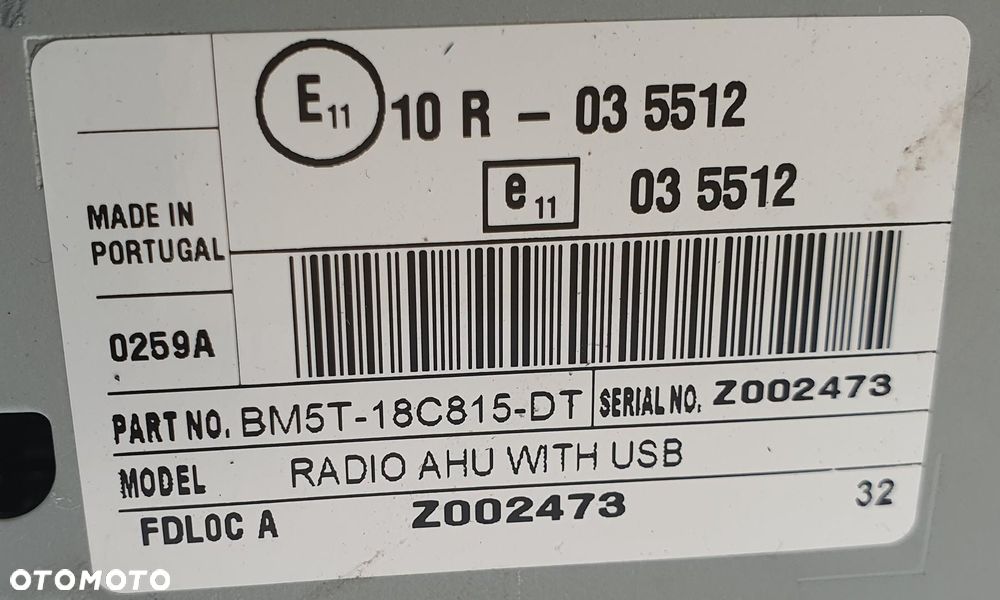 E11 10 R - 03 5512
e11 03 5512
MADE IN
PORTUGAL
0259A
PART NO. BM5T-18C815-DT SERIAL NO. Z002473
MODEL RADIO AHU WITH USB
FDLOC A Z002473 32
OTOMOTO